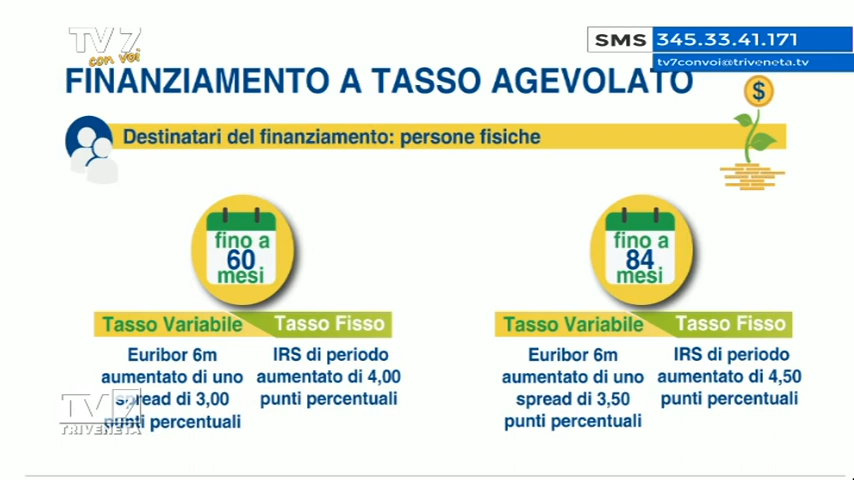 TV7
con voi
SMS 345.33.41.171
tv7convoi@triveneta.tv
FINANZIAMENTO A TASSO AGEVOLATO
$
Destinatari del finanziamento: persone fisiche
fino a
60
mesi
Tasso Variabile
Tasso Fisso
Euribor 6m
aumentato di uno
spread di 3,00
punti percentuali
IRS di periodo
aumentato di 4,00
punti percentuali
fino a
84
mesi
Tasso Variabile
Tasso Fisso
Euribor 6m
aumentato di uno
spread di 3,50
punti percentuali
IRS di periodo
aumentato di 4,50
punti percentuali
TV7
TRIVENETA